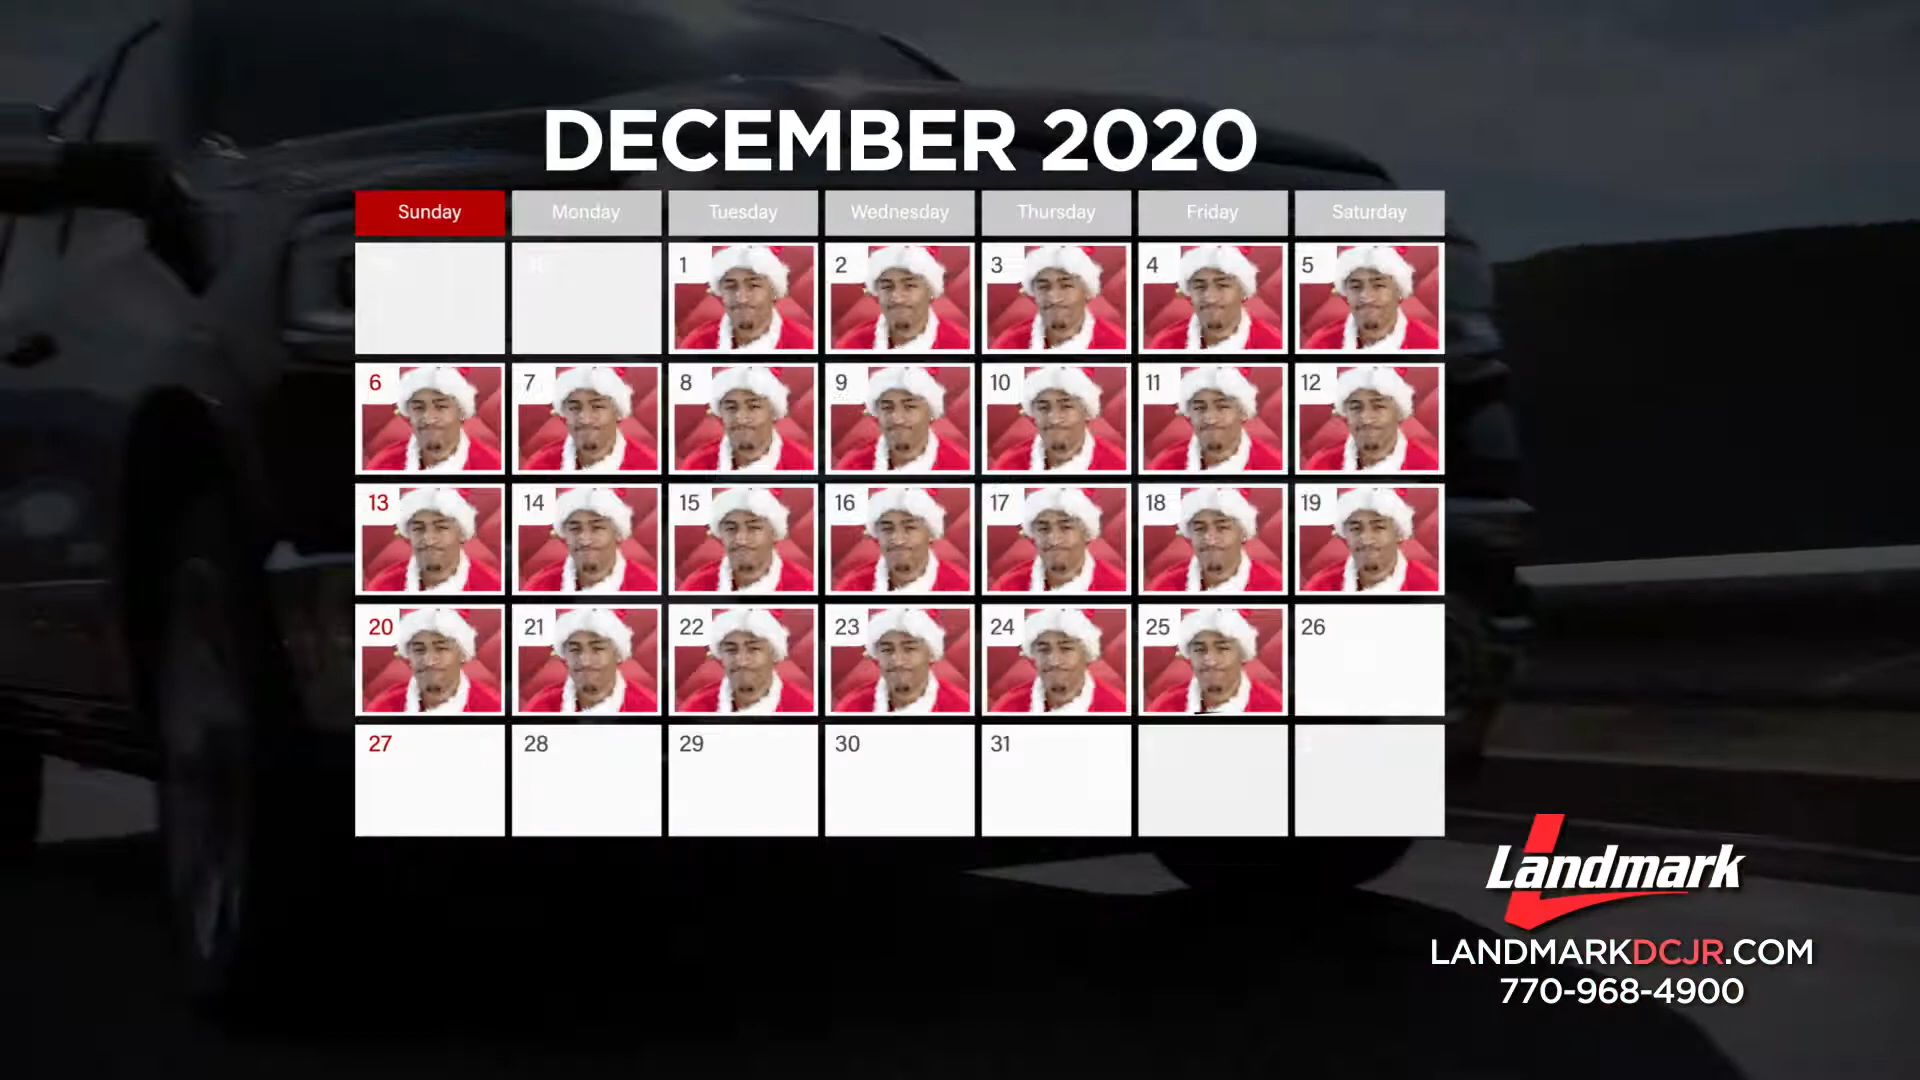 DECEMBER 2020
Sunday Monday Tuesday Wednesday Thursday Friday Saturday
1 2 3 4 5
6 7 8 9 10 11 12
13 14 15 16 17 18 19
20 21 22 23 24 25 26
27 28 29 30 31
Landmark
LANDMARKDCJR.COM
770-968-4900